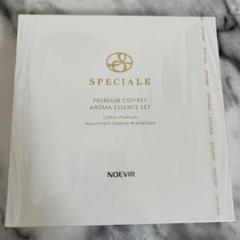 SPECIALE
PREMIUM COFFRET
AROMA ESSENCE SET
Coffret Premium
Assortiment Essence Aromatique
NOEVIR